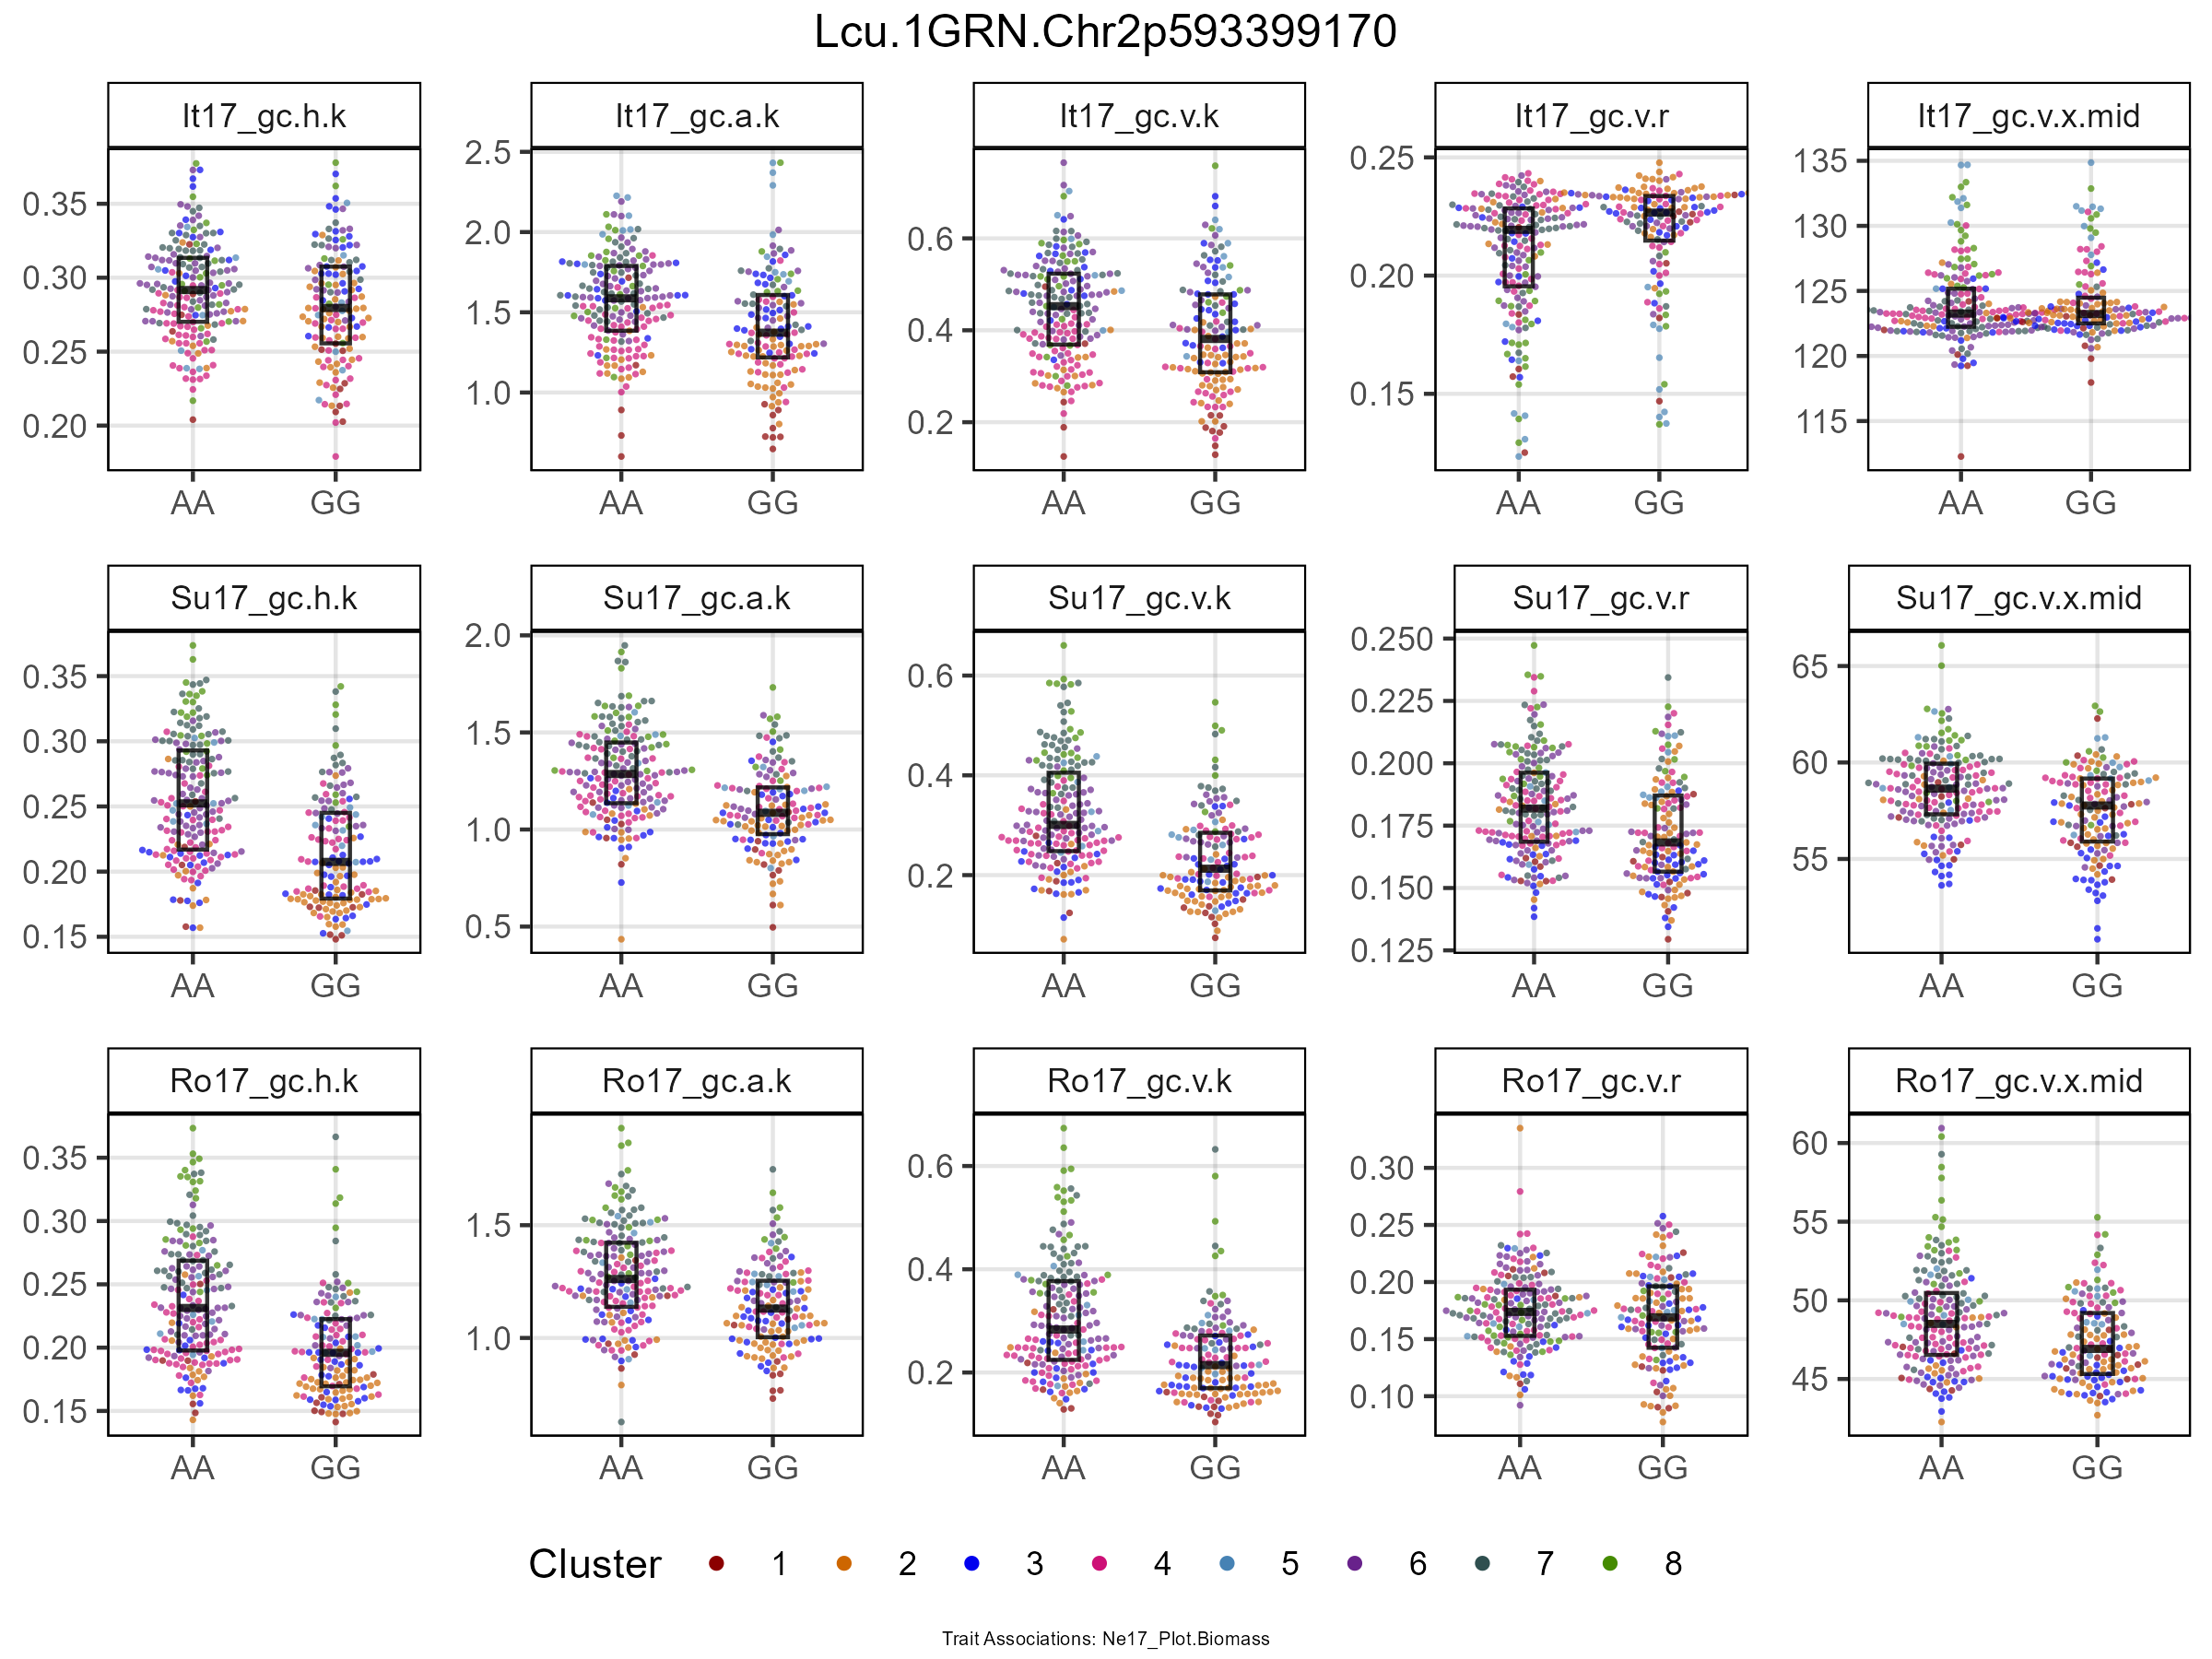 Lcu.1GRN.Chr2p593399170
It17_gc.h.k
It17_gc.a.k
It17_gc.v.k
It17_gc.v.r
It17_gc.v.x.mid
0.35
0.30
0.25
0.20
2.5
2.0
1.5
1.0
0.6
0.4
0.2
0.25
0.20
0.15
135
130
125
120
115
AA GG
AA GG
AA GG
AA GG
AA GG
Su17_gc.h.k
Su17_gc.a.k
Su17_gc.v.k
Su17_gc.v.r
Su17_gc.v.x.mid
0.35
0.30
0.25
0.20
0.15
2.0
1.5
1.0
0.5
0.6
0.4
0.2
0.250
0.225
0.200
0.175
0.150
0.125
65
60
55
AA GG
AA GG
AA GG
AA GG
AA GG
Ro17_gc.h.k
Ro17_gc.a.k
Ro17_gc.v.k
Ro17_gc.v.r
Ro17_gc.v.x.mid
0.35
0.30
0.25
0.20
0.15
1.5
1.0
0.6
0.4
0.2
0.30
0.25
0.20
0.15
0.10
60
55
50
45
AA GG
AA GG
AA GG
AA GG
AA GG
Cluster 1 2 3 4 5 6 7 8
Trait Associations: Ne17_Plot.Biomass